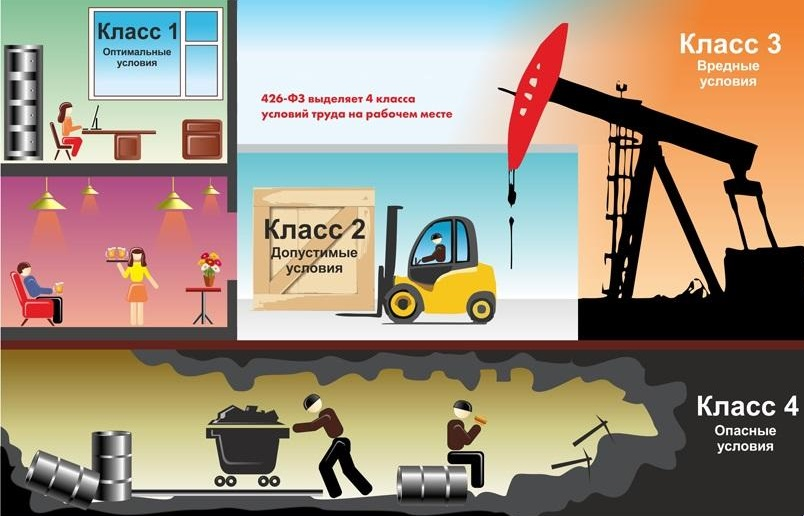 Класс 1
Оптимальные
условия
426-ФЗ выделяет 4 класса
условий труда на рабочем месте
Класс 3
Вредные
условия
Класс 2
Допустимые
условия
Класс 4
Опасные
условия